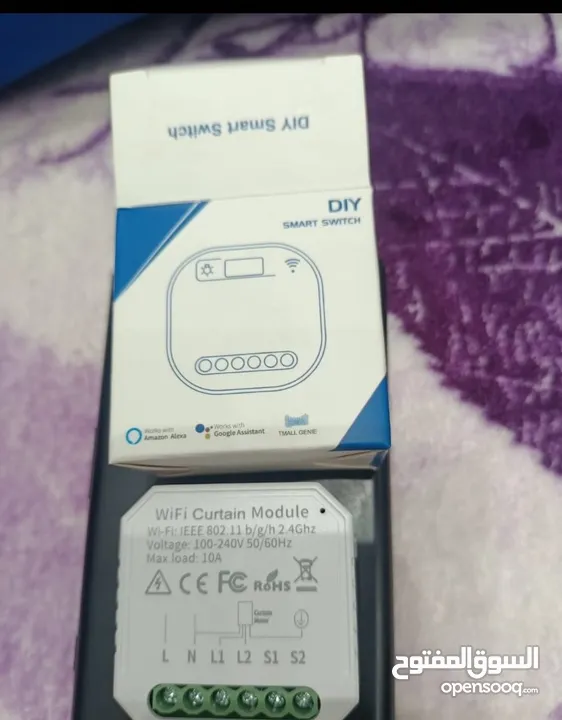 DIY Smart Switch
DIY
SMART SWITCH
Works with
Amazon Alexa
Works with
Google Assistant
TMALL GENIE
WiFi Curtain Module
Wi-Fi: IEEE 802.11 b/g/h 2.4Ghz
Voltage: 100-240V 50/60Hz
Max load: 10A
CE FC RoHS
Curtain
Motor
L N L1 L2 S1 S2
السوق المفتوح
opensooq.com